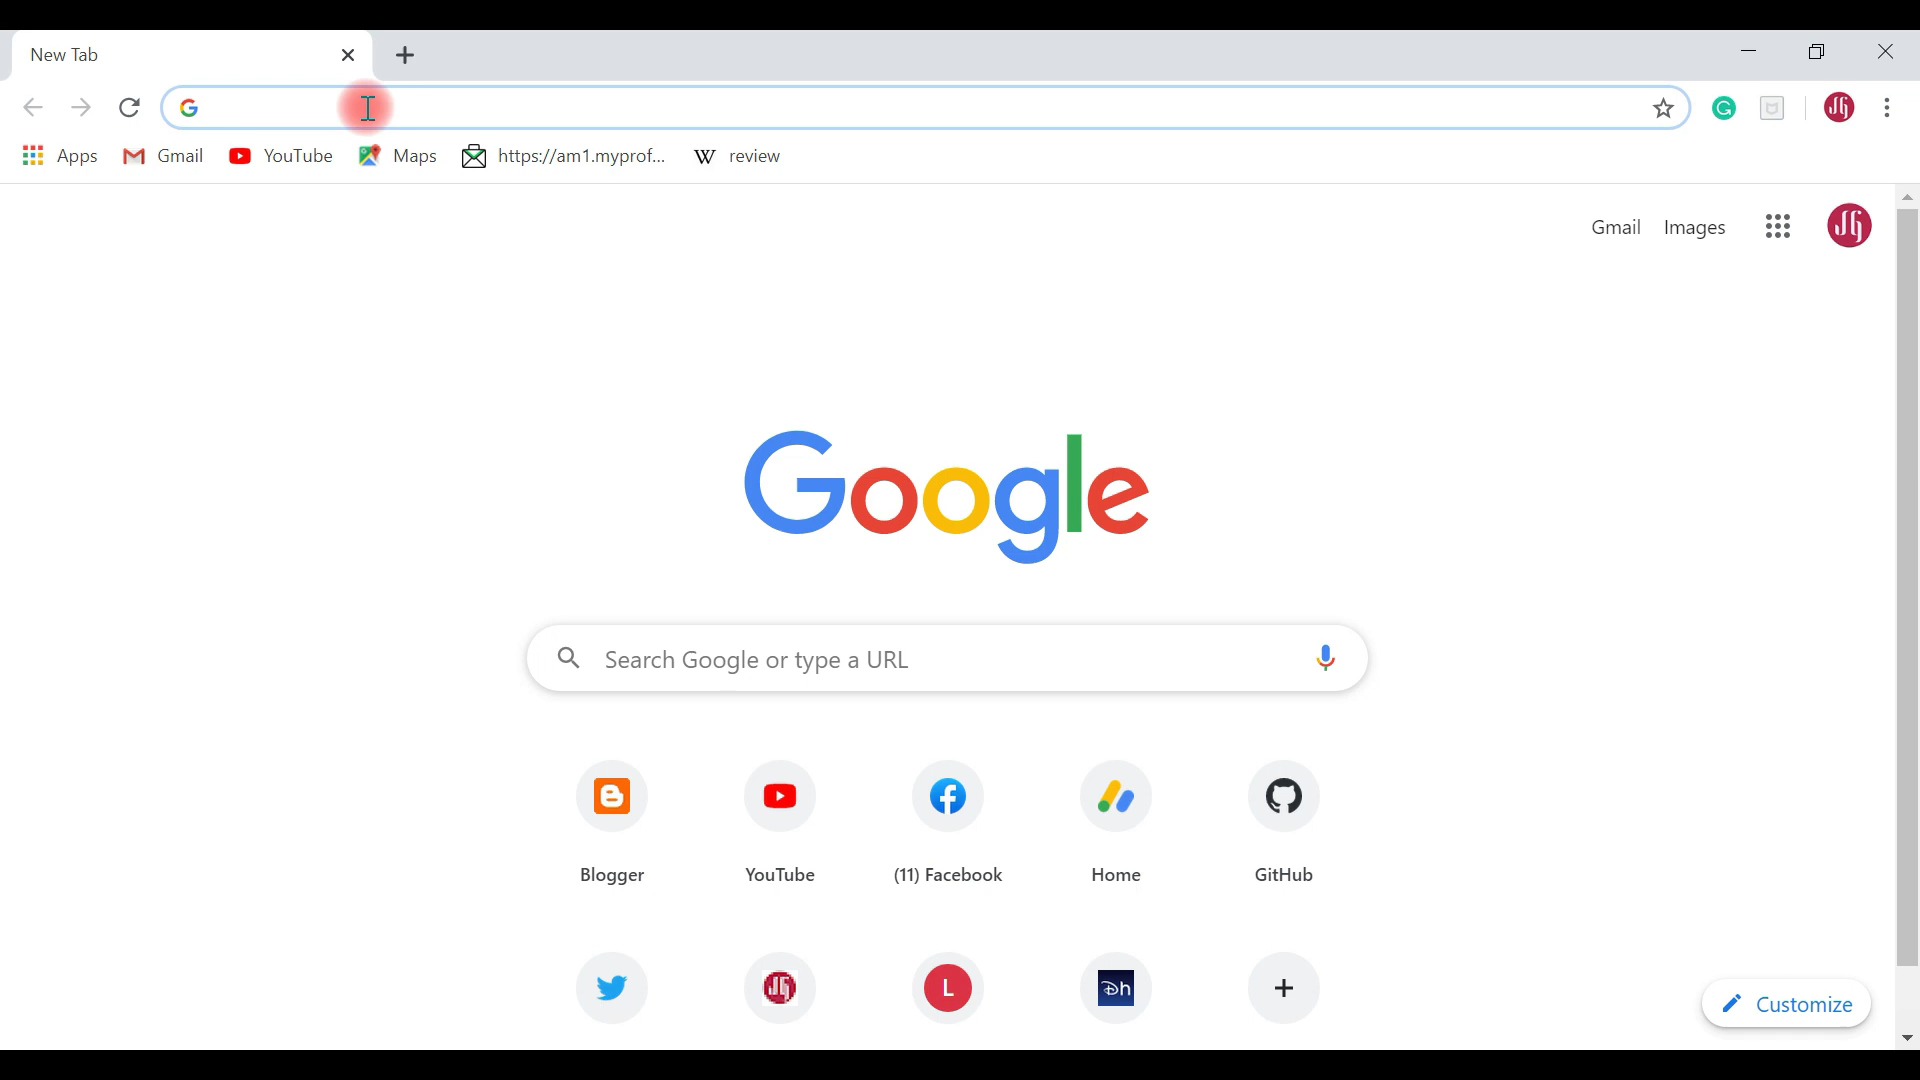 New Tab
Apps Gmail YouTube Maps https://am1.myprof... W review
Gmail Images
Google
Search Google or type a URL
Blogger YouTube (11) Facebook Home GitHub
L Dh
Customize